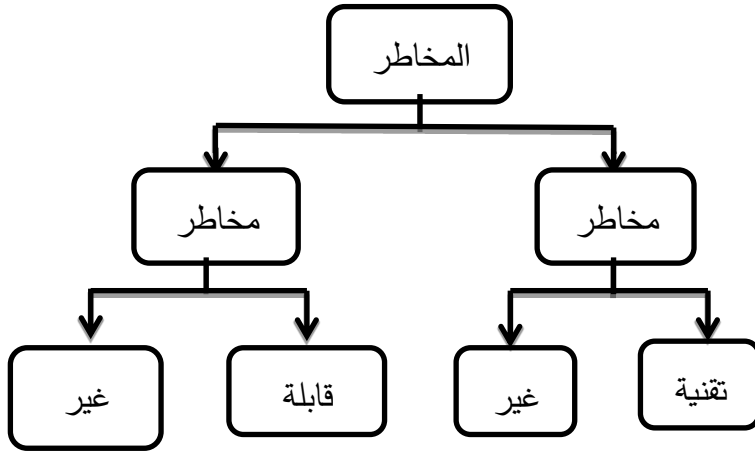 المخاطر
مخاطر
مخاطر
تقنية
غير
قابلة
غير